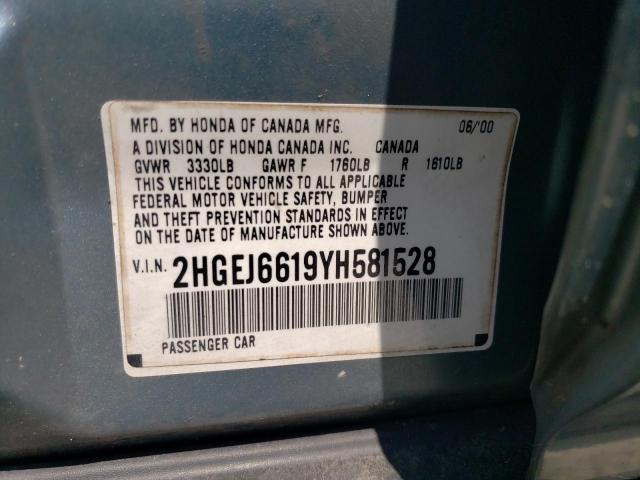 MFD. BY HONDA OF CANADA MFG. 06/'00
A DIVISION OF HONDA CANADA INC. CANADA
GVWR 3330LB GAWR F 1760LB R 1610LB
THIS VEHICLE CONFORMS TO ALL APPLICABLE
FEDERAL MOTOR VEHICLE SAFETY, BUMPER
AND THEFT PREVENTION STANDARDS IN EFFECT
ON THE DATE OF MANUFACTURE SHOWN ABOVE.
V.I.N. 2HGEJ6619YH581528
PASSENGER CAR